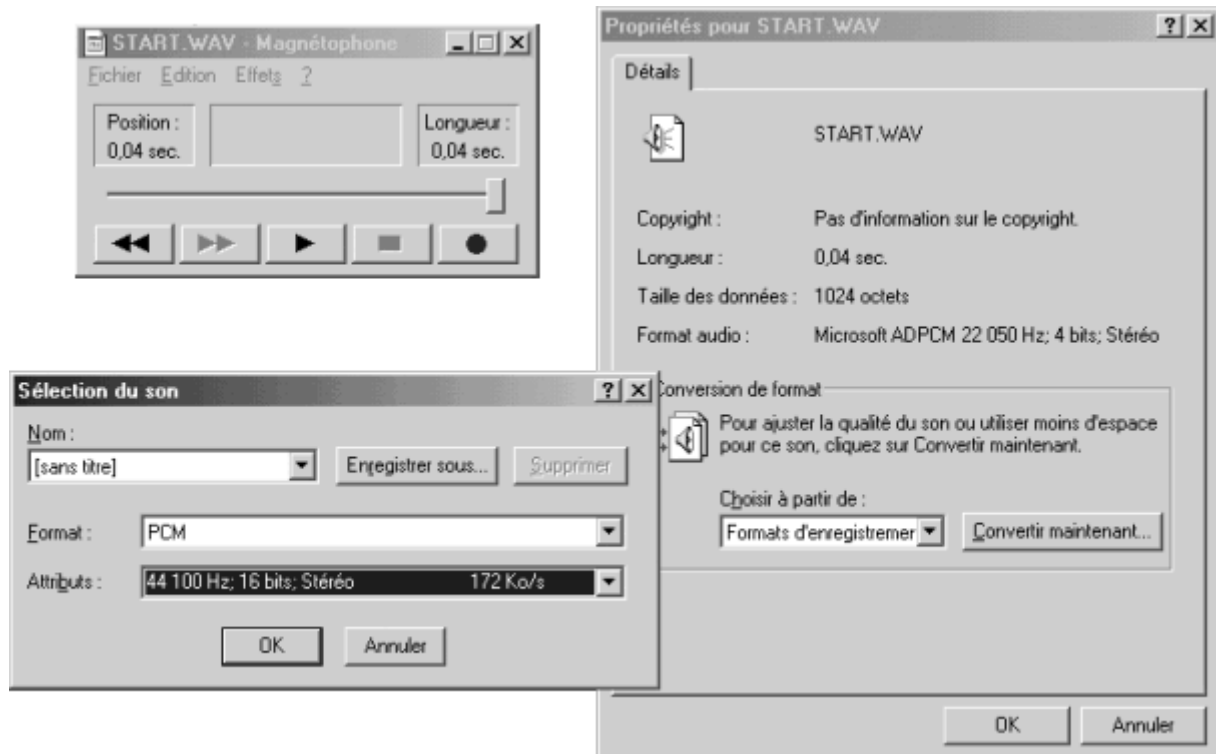 START.WAV - Magnétophone
Fichier Edition Effets ?
Position :
0,04 sec.
Longueur :
0,04 sec.
Propriétés pour START.WAV
Détails
START.WAV
Copyright : Pas d'information sur le copyright.
Longueur : 0,04 sec.
Taille des données : 1024 octets
Format audio : Microsoft ADPCM 22 050 Hz; 4 bits; Stéréo
Conversion de format
Pour ajuster la qualité du son ou utiliser moins d'espace
pour ce son, cliquez sur Convertir maintenant.
Choisir à partir de :
Formats d'enregistremer Convertir maintenant...
OK Annuler
Sélection du son
Nom :
[sans titre] Enregistrer sous... Supprimer
Format : PCM
Attributs : 44 100 Hz; 16 bits; Stéréo 172 Ko/s
OK Annuler